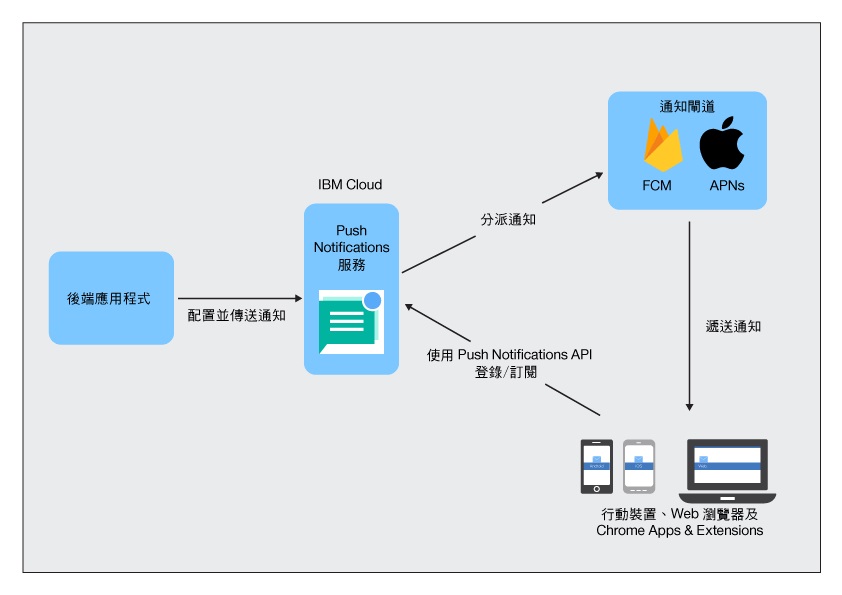 通知閘道
FCM
APNs
IBM Cloud
Push
Notifications
服務
分派通知
後端應用程式
配置並傳送通知
遞送通知
使用 Push Notifications API
登錄/訂閱
Android
iOS
Web
行動裝置、Web 瀏覽器及
Chrome Apps & Extensions